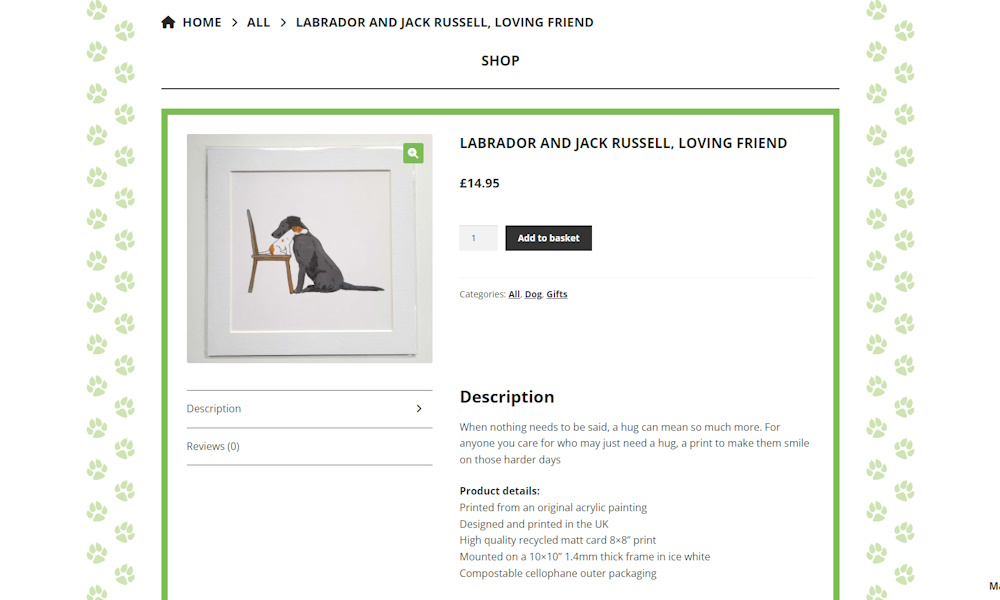 HOME > ALL > LABRADOR AND JACK RUSSELL, LOVING FRIEND
SHOP
LABRADOR AND JACK RUSSELL, LOVING FRIEND
£14.95
1
Add to basket
Categories: All, Dog, Gifts
Description
Reviews (0)
Description
When nothing needs to be said, a hug can mean so much more. For
anyone you care for who may just need a hug, a print to make them smile
on those harder days
Product details:
Printed from an original acrylic painting
Designed and printed in the UK
High quality recycled matt card 8×8” print
Mounted on a 10×10” 1.4mm thick frame in ice white
Compostable cellophane outer packaging